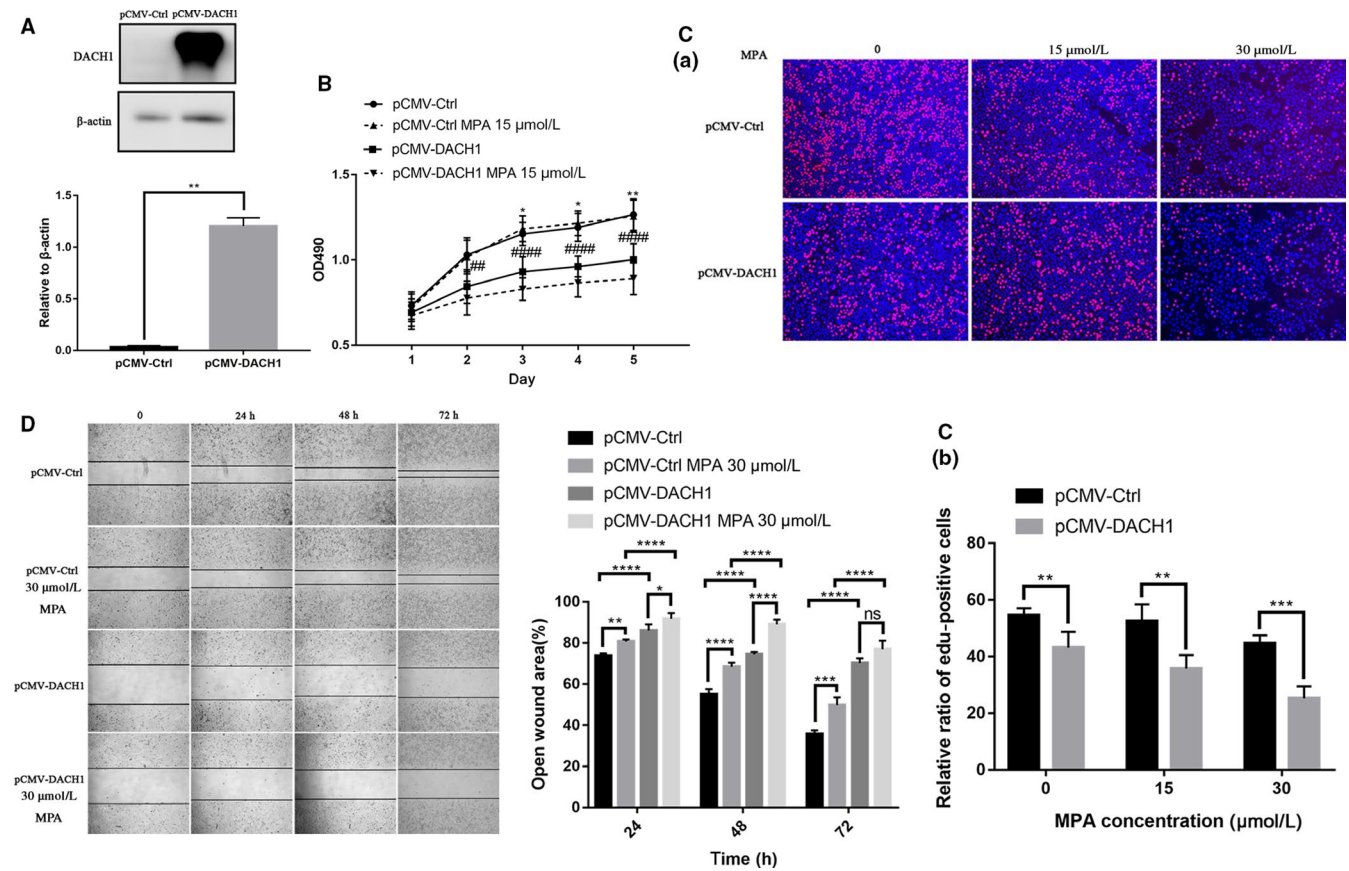 A
pCMV-Ctrl pCMV-DACH1
DACH1
β-actin
**
1.5
1.0
0.5
0.0
Relative to β-actin
pCMV-Ctrl
pCMV-DACH1
B
pCMV-Ctrl
pCMV-Ctrl MPA 15 µmol/L
pCMV-DACH1
pCMV-DACH1 MPA 15 µmol/L
1.5
1.0
0.5
OD490
* * **
## #### #### ####
1 2 3 4 5
Day
C
(a)
MPA 0 15 µmol/L 30 µmol/L
pCMV-Ctrl
pCMV-DACH1
D
0 24 h 48 h 72 h
pCMV-Ctrl
pCMV-Ctrl
30 µmol/L
MPA
pCMV-DACH1
pCMV-DACH1
30 µmol/L
MPA
pCMV-Ctrl
pCMV-Ctrl MPA 30 µmol/L
pCMV-DACH1
pCMV-DACH1 MPA 30 µmol/L
**** **** ****
**** **** ****
* **** ns
** **** ***
100
80
60
40
20
0
Open wound area(%)
24 48 72
Time (h)
C
(b)
pCMV-Ctrl
pCMV-DACH1
** ** ***
80
60
40
20
0
Relative ratio of edu-positive cells
0 15 30
MPA concentration (µmol/L)